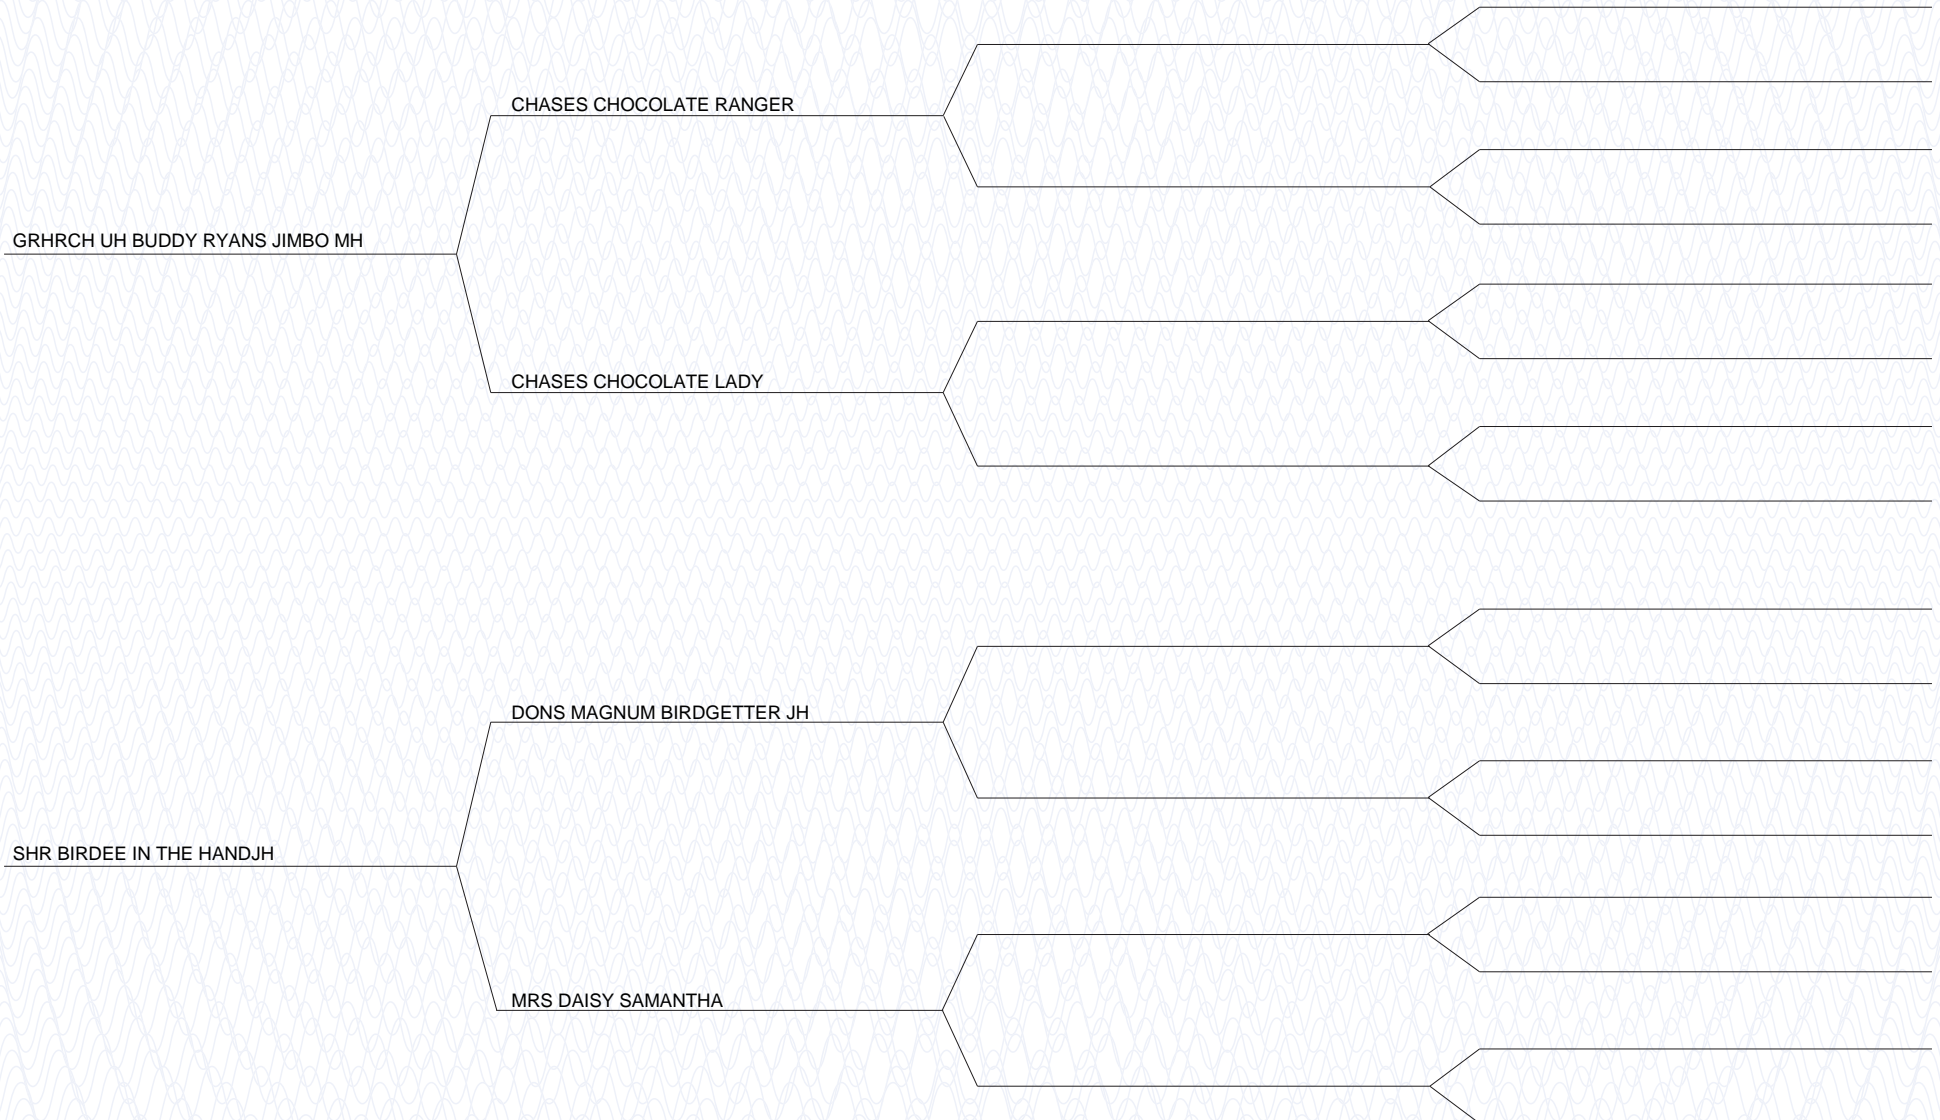 CHASES CHOCOLATE RANGER
GRHRCH UH BUDDY RYANS JIMBO MH
CHASES CHOCOLATE LADY
DONS MAGNUM BIRDGETTER JH
SHR BIRDEE IN THE HANDJH
MRS DAISY SAMANTHA